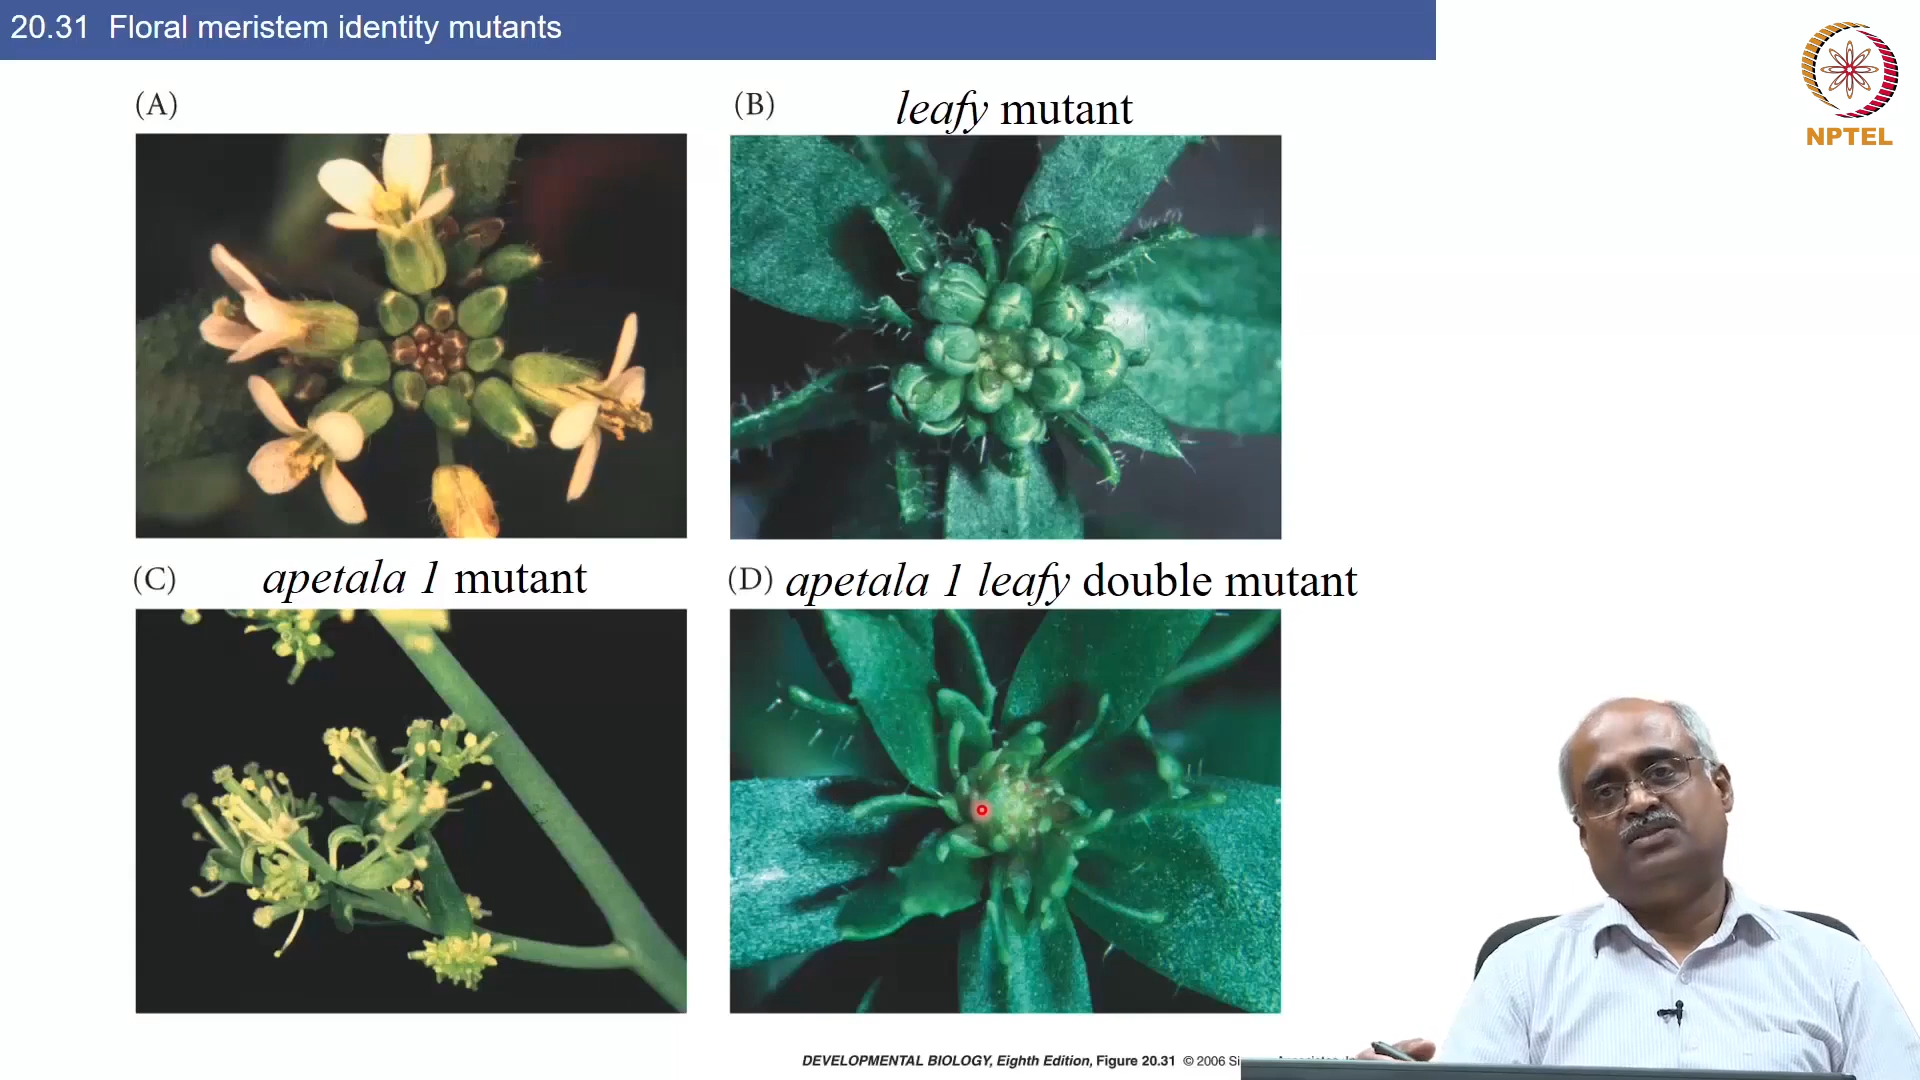 20.31 Floral meristem identity mutants
NPTEL
(A)
(B) leafy mutant
(C) apetala 1 mutant
(D) apetala 1 leafy double mutant
DEVELOPMENTAL BIOLOGY, Eighth Edition, Figure 20.31 © 2006